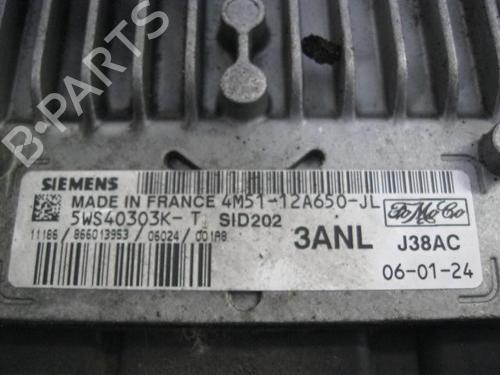 B-PARTS
SIEMENS
MADE IN FRANCE 4M51-12A650-JL
5WS40303K-T SID202
11186 / 866013953 / 06024 / 001A8
3ANL
FoMoCo
J38AC
06-01-24